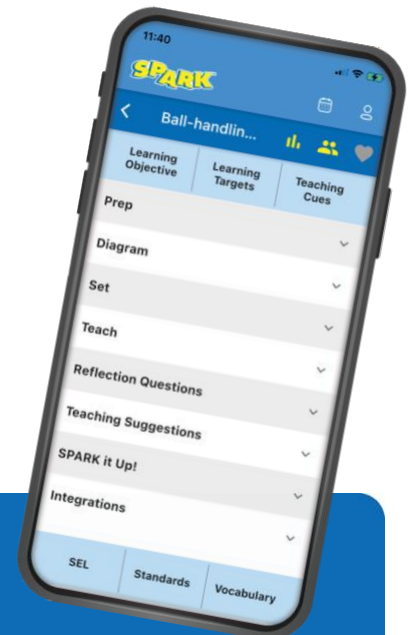 11:40
SPARK
Ball-handlin...
Learning
Objective
Learning
Targets
Teaching
Cues
Prep
Diagram
Set
Teach
Reflection Questions
Teaching Suggestions
SPARK it Up!
Integrations
SEL
Standards
Vocabulary